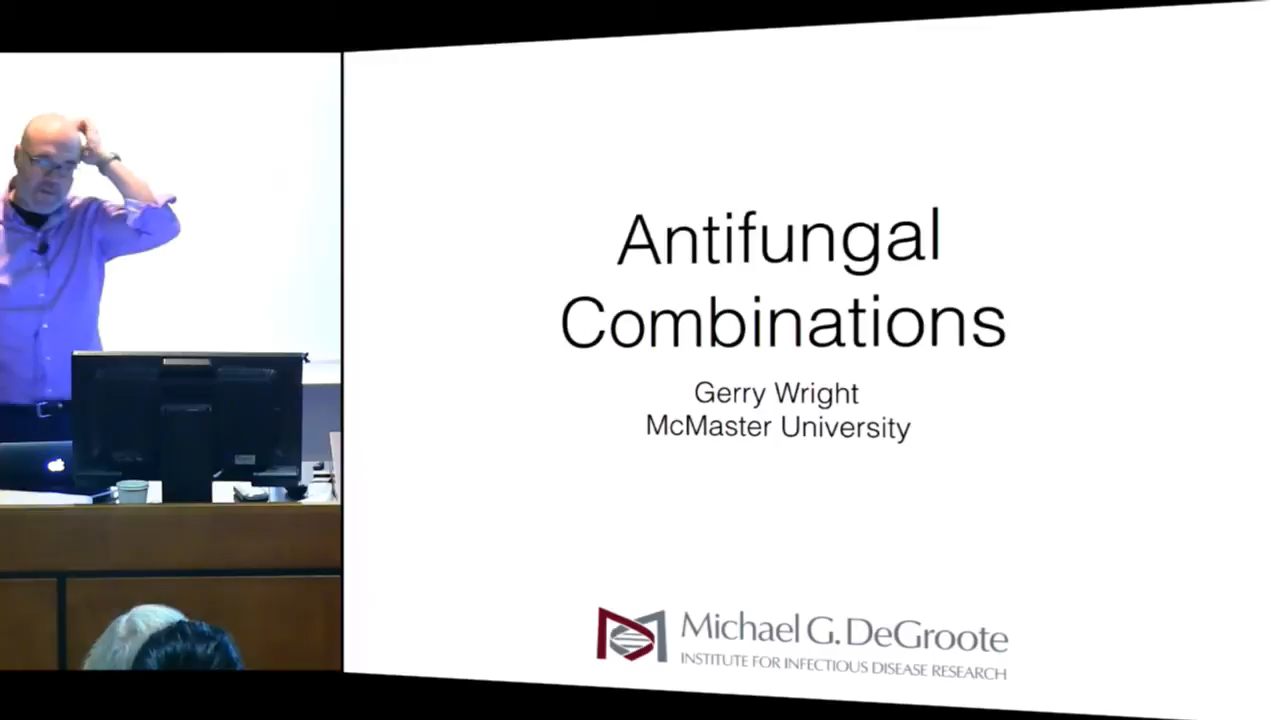 Antifungal
Combinations
Gerry Wright
McMaster University
Michael G. DeGroote
INSTITUTE FOR INFECTIOUS DISEASE RESEARCH